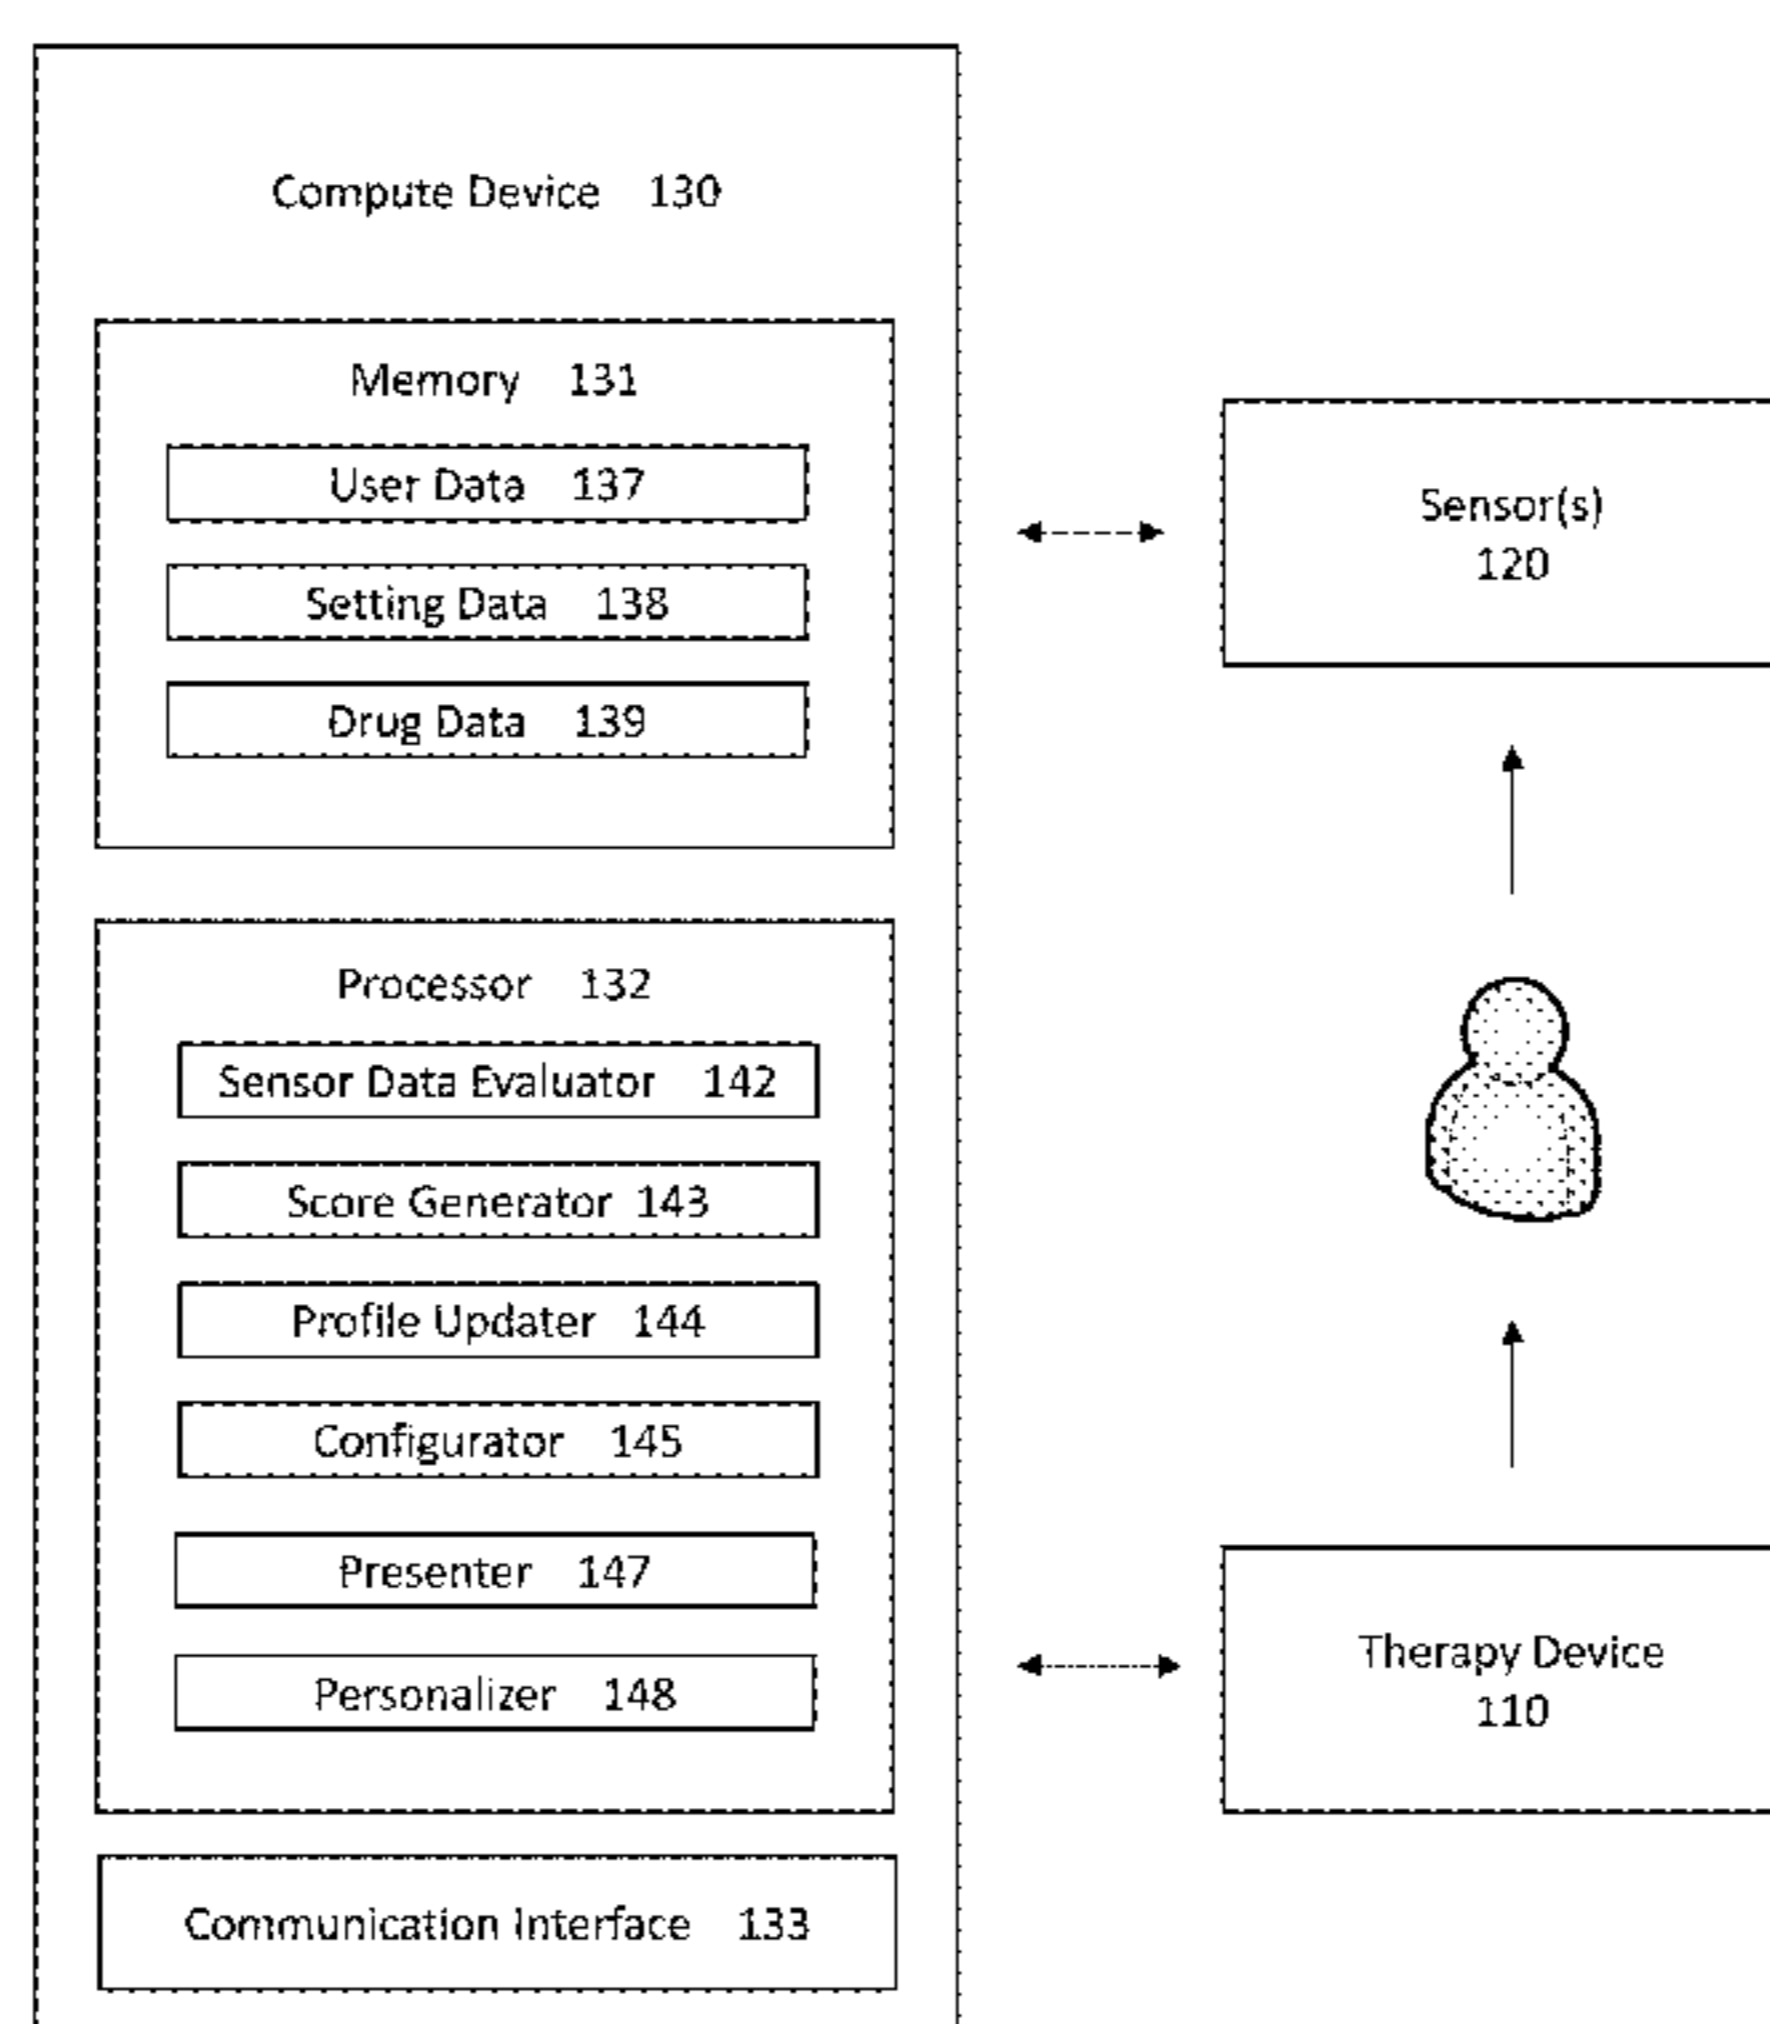 Compute Device 130
Memory 131
User Data 137
Setting Data 138
Drug Data 139
Processor 132
Sensor Data Evaluator 142
Score Generator 143
Profile Updater 144
Configurator 145
Presenter 147
Personalizer 148
Communication Interface 133
Sensor(s)
120
Therapy Device
110